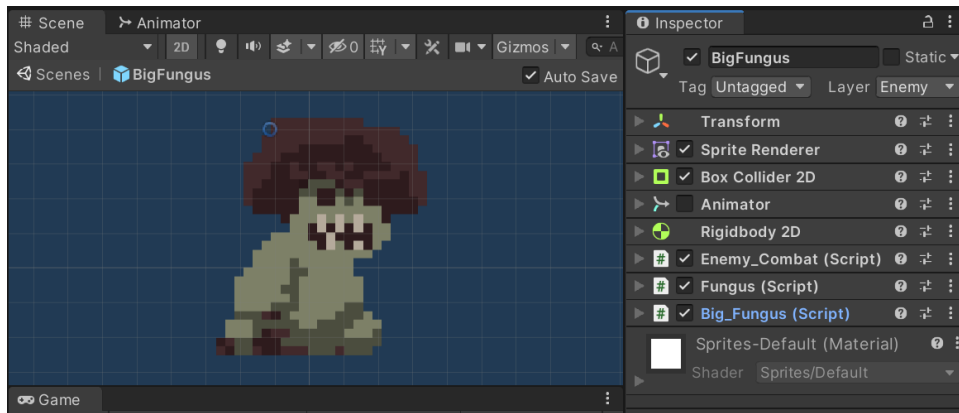 # Scene
Animator
Shaded
2D
0
Gizmos
A
Scenes
BigFungus
Auto Save
Game
Inspector
BigFungus
Static
Tag Untagged
Layer Enemy
Transform
Sprite Renderer
Box Collider 2D
Animator
Rigidbody 2D
# Enemy_Combat (Script)
# Fungus (Script)
# Big_Fungus (Script)
Sprites-Default (Material)
Shader Sprites/Default